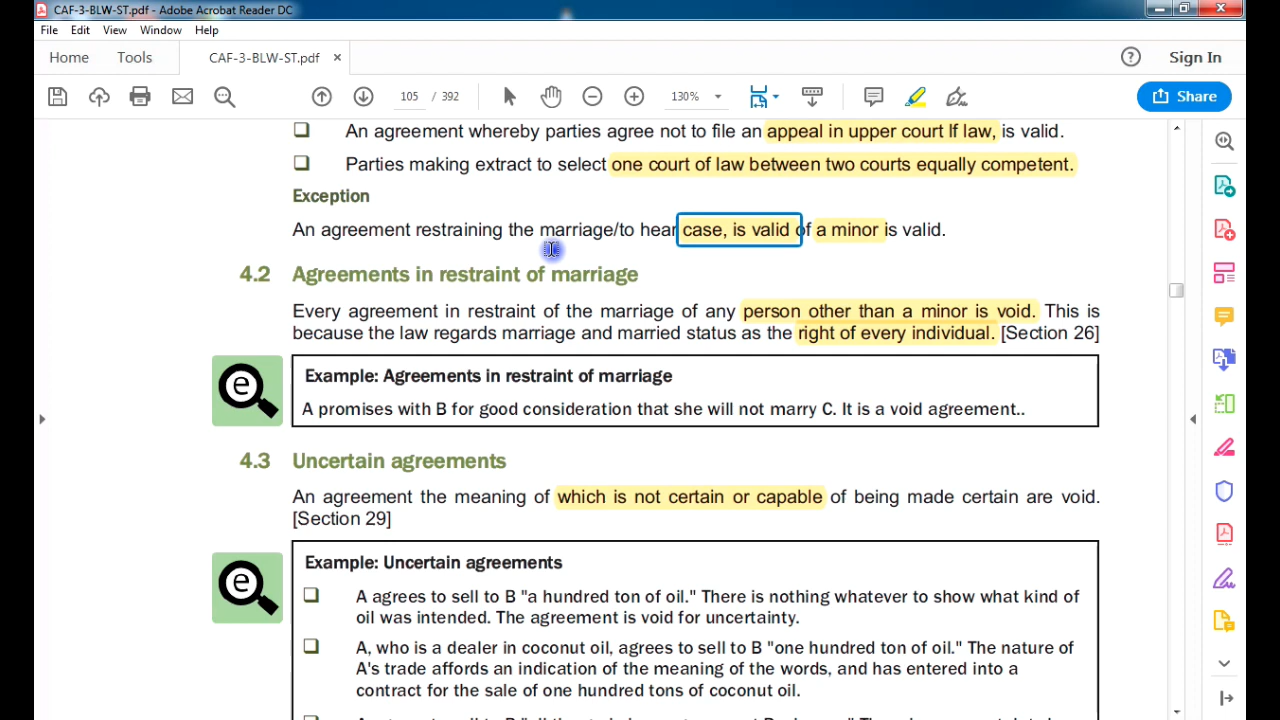 CAF-3-BLW-ST.pdf - Adobe Acrobat Reader DC
File Edit View Window Help
Home Tools CAF-3-BLW-ST.pdf × Sign In
105 / 392 130% Share
An agreement whereby parties agree not to file an appeal in upper court If law, is valid.
Parties making extract to select one court of law between two courts equally competent.
Exception
An agreement restraining the marriage/to hear case, is valid of a minor is valid.
4.2 Agreements in restraint of marriage
Every agreement in restraint of the marriage of any person other than a minor is void. This is
because the law regards marriage and married status as the right of every individual. [Section 26]
Example: Agreements in restraint of marriage
A promises with B for good consideration that she will not marry C. It is a void agreement..
4.3 Uncertain agreements
An agreement the meaning of which is not certain or capable of being made certain are void.
[Section 29]
Example: Uncertain agreements
A agrees to sell to B "a hundred ton of oil." There is nothing whatever to show what kind of
oil was intended. The agreement is void for uncertainty.
A, who is a dealer in coconut oil, agrees to sell to B "one hundred ton of oil." The nature of
A's trade affords an indication of the meaning of the words, and has entered into a
contract for the sale of one hundred tons of coconut oil.